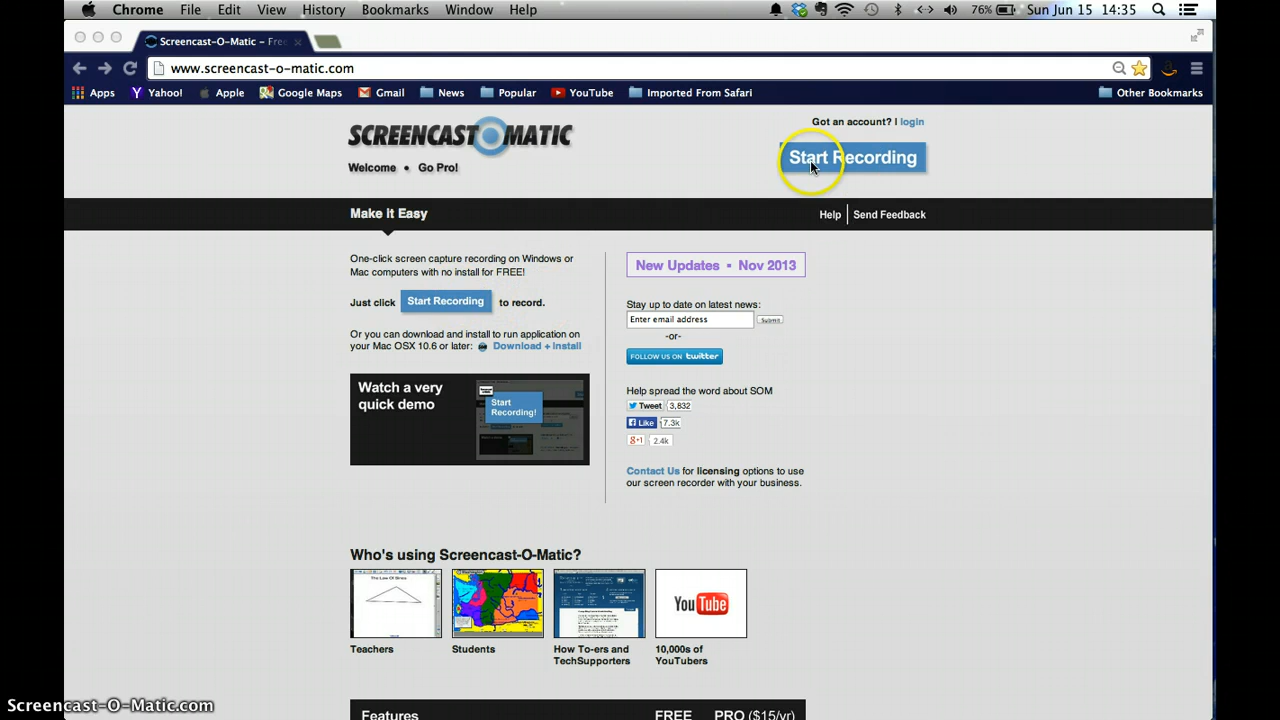 Chrome File Edit View History Bookmarks Window Help 76% Sun Jun 15 14:35
Screencast-O-Matic – Free
www.screencast-o-matic.com
Apps Yahoo! Apple Google Maps Gmail News Popular YouTube Imported From Safari Other Bookmarks
Got an account? | login
SCREENCAST O MATIC
Start Recording
Welcome • Go Pro!
Make it Easy
Help | Send Feedback
One-click screen capture recording on Windows or
Mac computers with no install for FREE!
Just click Start Recording to record.
Or you can download and install to run application on
your Mac OSX 10.6 or later: Download + Install
Watch a very
quick demo
Start
Recording!
New Updates • Nov 2013
Stay up to date on latest news:
Enter email address Submit
-or-
FOLLOW US ON twitter
Help spread the word about SOM
Tweet 3,832
Like 7.3k
+1 2.4k
Contact Us for licensing options to use
our screen recorder with your business.
Who's using Screencast-O-Matic?
The Law Of Sines
YouTube
Teachers
Students
How To-ers and
TechSupporters
10,000s of
YouTubers
Features FREE PRO ($15/yr)
Screencast-O-Matic.com